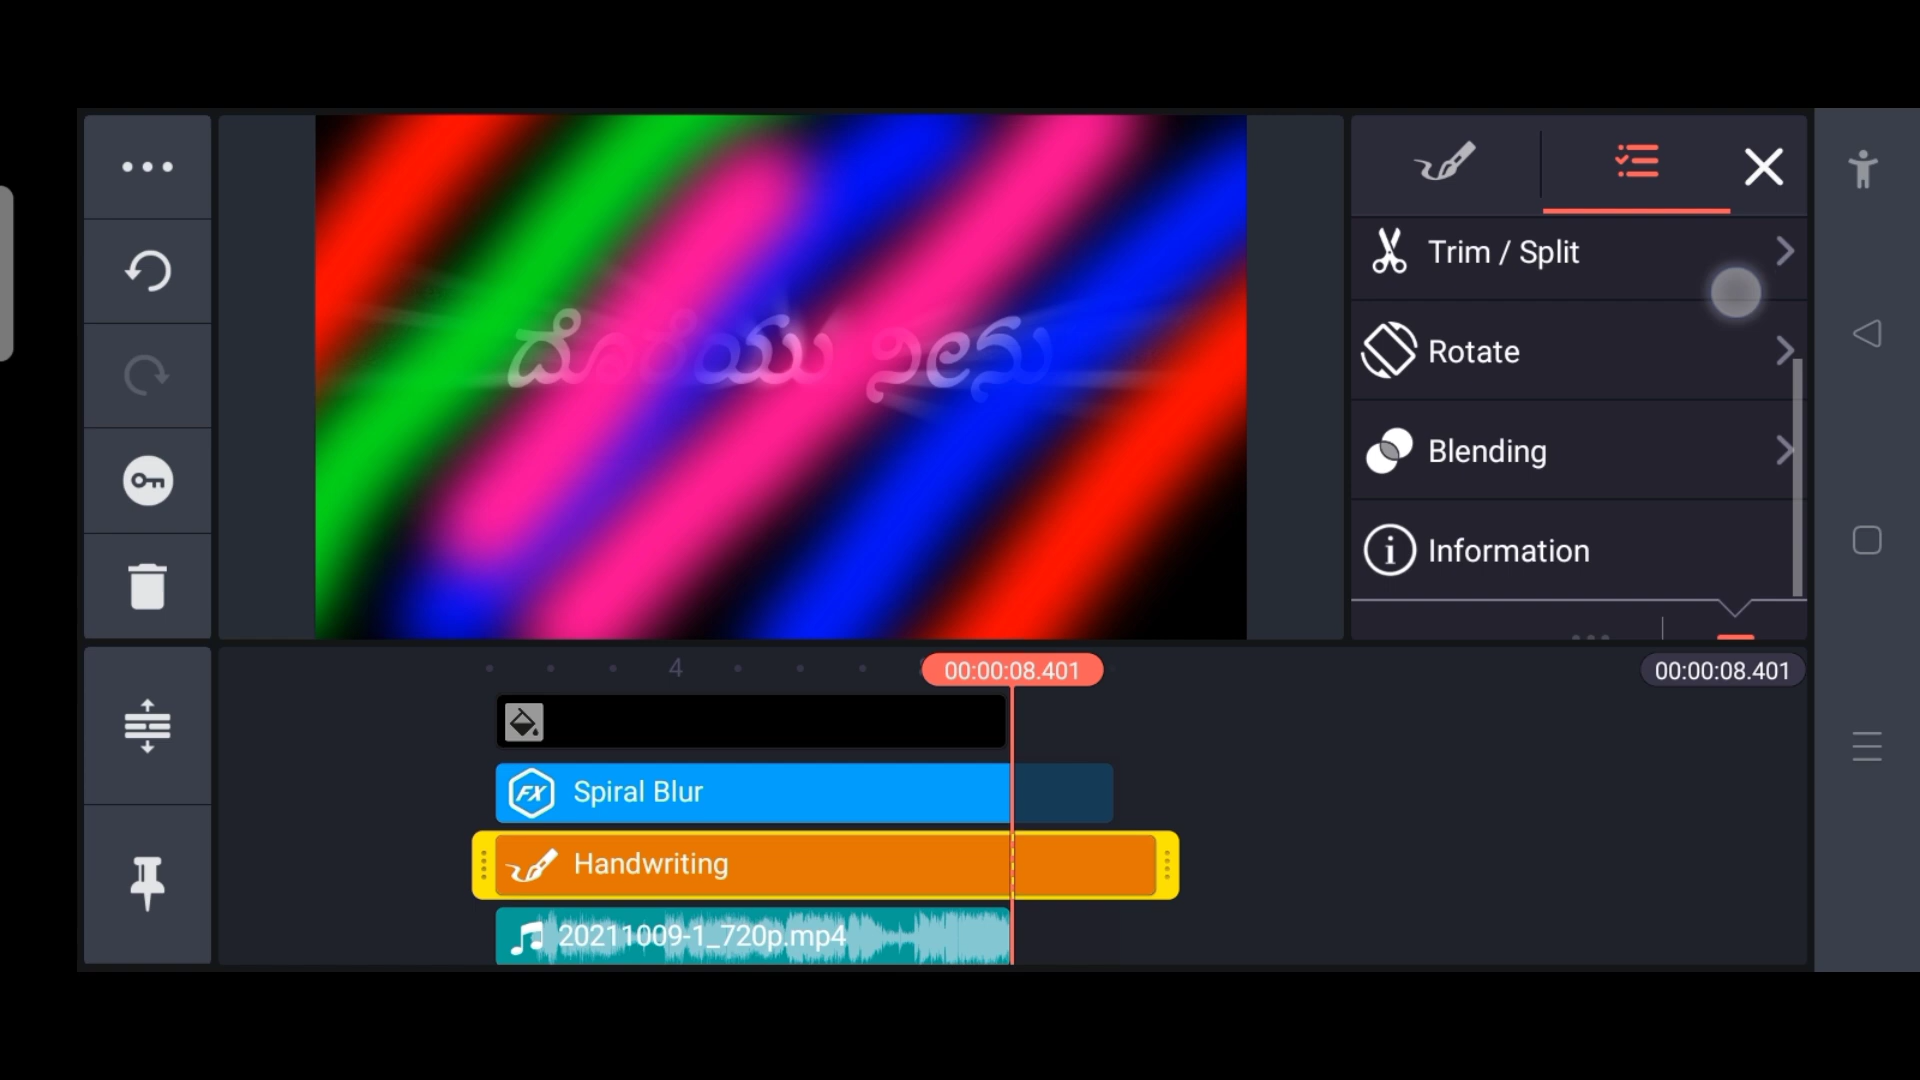 Trim / Split
Rotate
ದೊರೆಯು ನೀನು
Blending
Information
4
00:00:08.401
00:00:08.401
FX Spiral Blur
Handwriting
20211009-1_720p.mp4